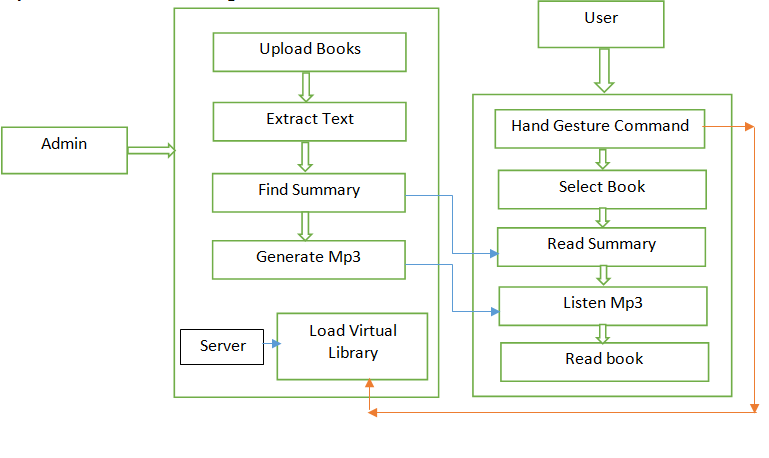 User
Upload Books
Extract Text
Hand Gesture Command
Admin
Find Summary
Select Book
Generate Mp3
Read Summary
Listen Mp3
Server
Load Virtual
Library
Read book